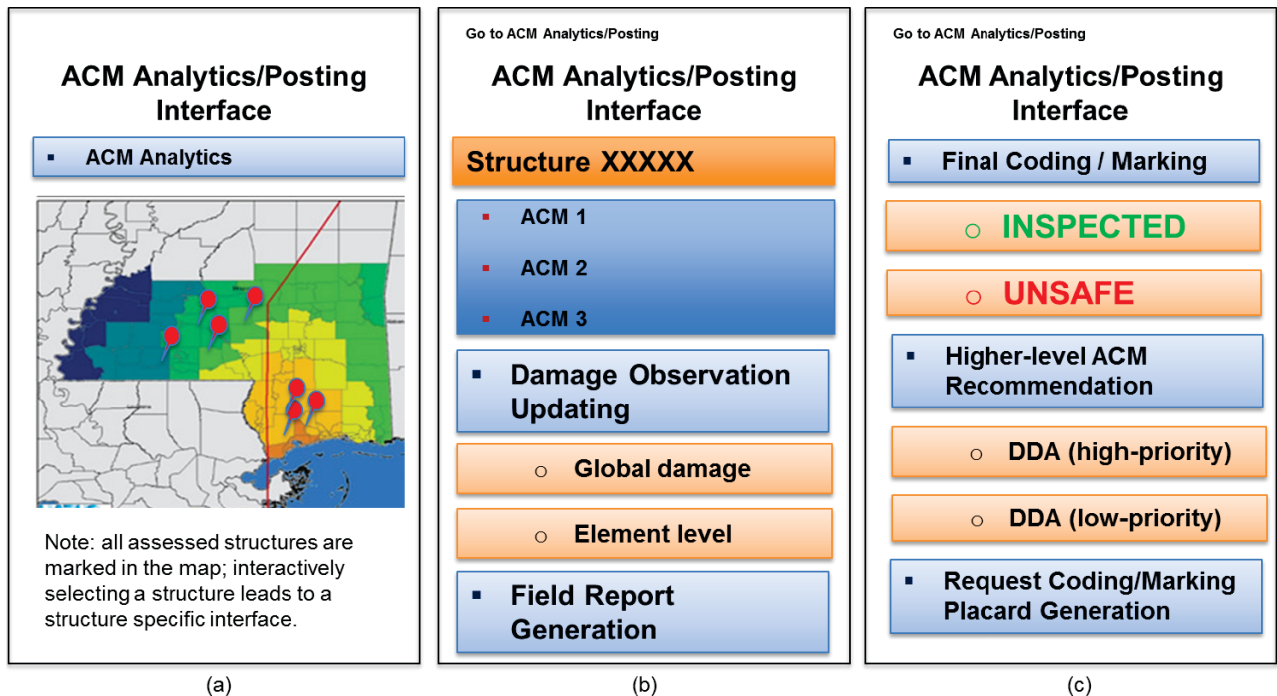 ACM Analytics/Posting
Interface
ACM Analytics
Note: all assessed structures are
marked in the map; interactively
selecting a structure leads to a
structure specific interface.
(a)
Go to ACM Analytics/Posting
ACM Analytics/Posting
Interface
Structure XXXXX
ACM 1
ACM 2
ACM 3
Damage Observation
Updating
Global damage
Element level
Field Report
Generation
(b)
Go to ACM Analytics/Posting
ACM Analytics/Posting
Interface
Final Coding / Marking
INSPECTED
UNSAFE
Higher-level ACM
Recommendation
DDA (high-priority)
DDA (low-priority)
Request Coding/Marking
Placard Generation
(c)